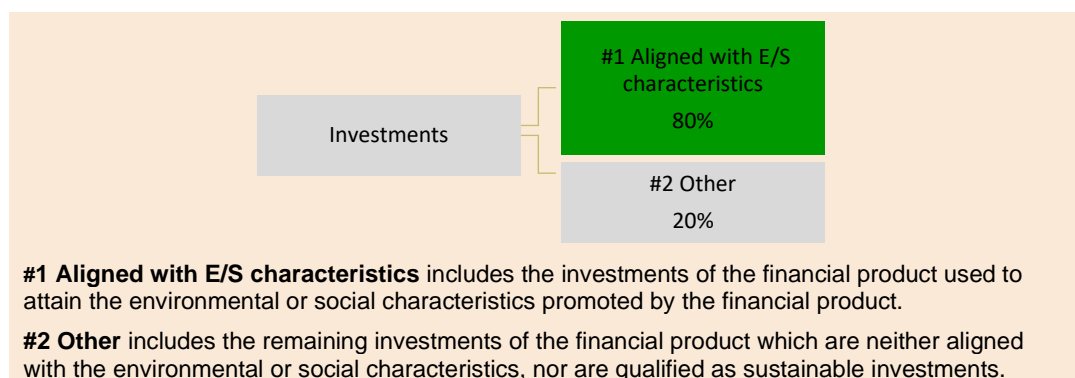 #1 Aligned with E/S
characteristics
80%
Investments
#2 Other
20%
#1 Aligned with E/S characteristics includes the investments of the financial product used to
attain the environmental or social characteristics promoted by the financial product.
#2 Other includes the remaining investments of the financial product which are neither aligned
with the environmental or social characteristics, nor are qualified as sustainable investments.